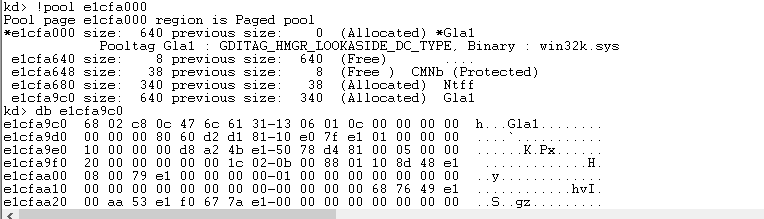 kd> !pool e1cfa000
Pool page e1cfa000 region is Paged pool
*e1cfa000 size:  640 previous size:    0  (Allocated) *Gla1
            Pooltag Gla1 : GDITAG_HMGR_LOOKASIDE_DC_TYPE, Binary : win32k.sys
 e1cfa640 size:    8 previous size:  640  (Free)       ....
 e1cfa648 size:   38 previous size:    8  (Free )  CMNb (Protected)
 e1cfa680 size:  340 previous size:   38  (Allocated)  Ntff
 e1cfa9c0 size:  640 previous size:  340  (Allocated)  Gla1
kd> db e1cfa9c0
e1cfa9c0  68 02 c8 0c 47 6c 61 31-13 06 01 0c 00 00 00 00  h...Gla1........
e1cfa9d0  00 00 80 60 d2 d1 81-10 e0 7f e1 01 00 00 00  ...`............
e1cfa9e0  10 00 00 00 d8 a2 4b e1-50 78 d4 81 00 05 00 00  ......K.Px......
e1cfa9f0  20 00 00 00 00 00 1c 02-0b 00 88 01 10 8d 48 e1   .............H.
e1cfaa00  08 00 79 e1 00 00 00 00-01 00 00 00 00 00 00 00  ..y.............
e1cfaa10  00 00 00 00 00 00 00 00-00 00 00 00 68 76 49 e1  ............hvI.
e1cfaa20  00 aa 53 e1 f0 67 7a e1-00 00 00 00 00 00 00 00  ..S..gz.........